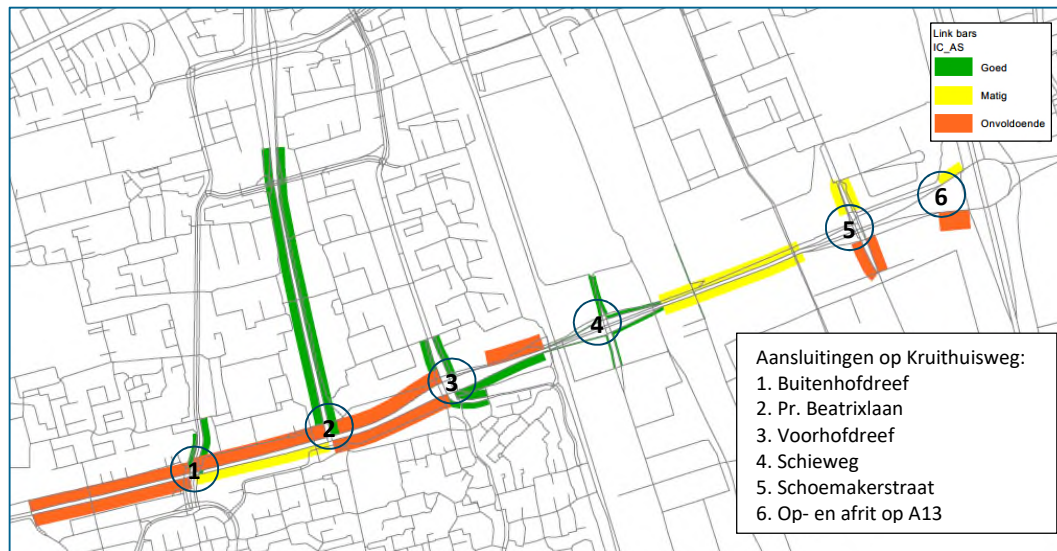 Link bars
IC_AS
Goed
Matig
Onvoldoende
6
5
4
3
2
1
Aansluitingen op Kruithuisweg:
1. Buitenhofdreef
2. Pr. Beatrixlaan
3. Voorhofdreef
4. Schieweg
5. Schoemakerstraat
6. Op- en afrit op A13